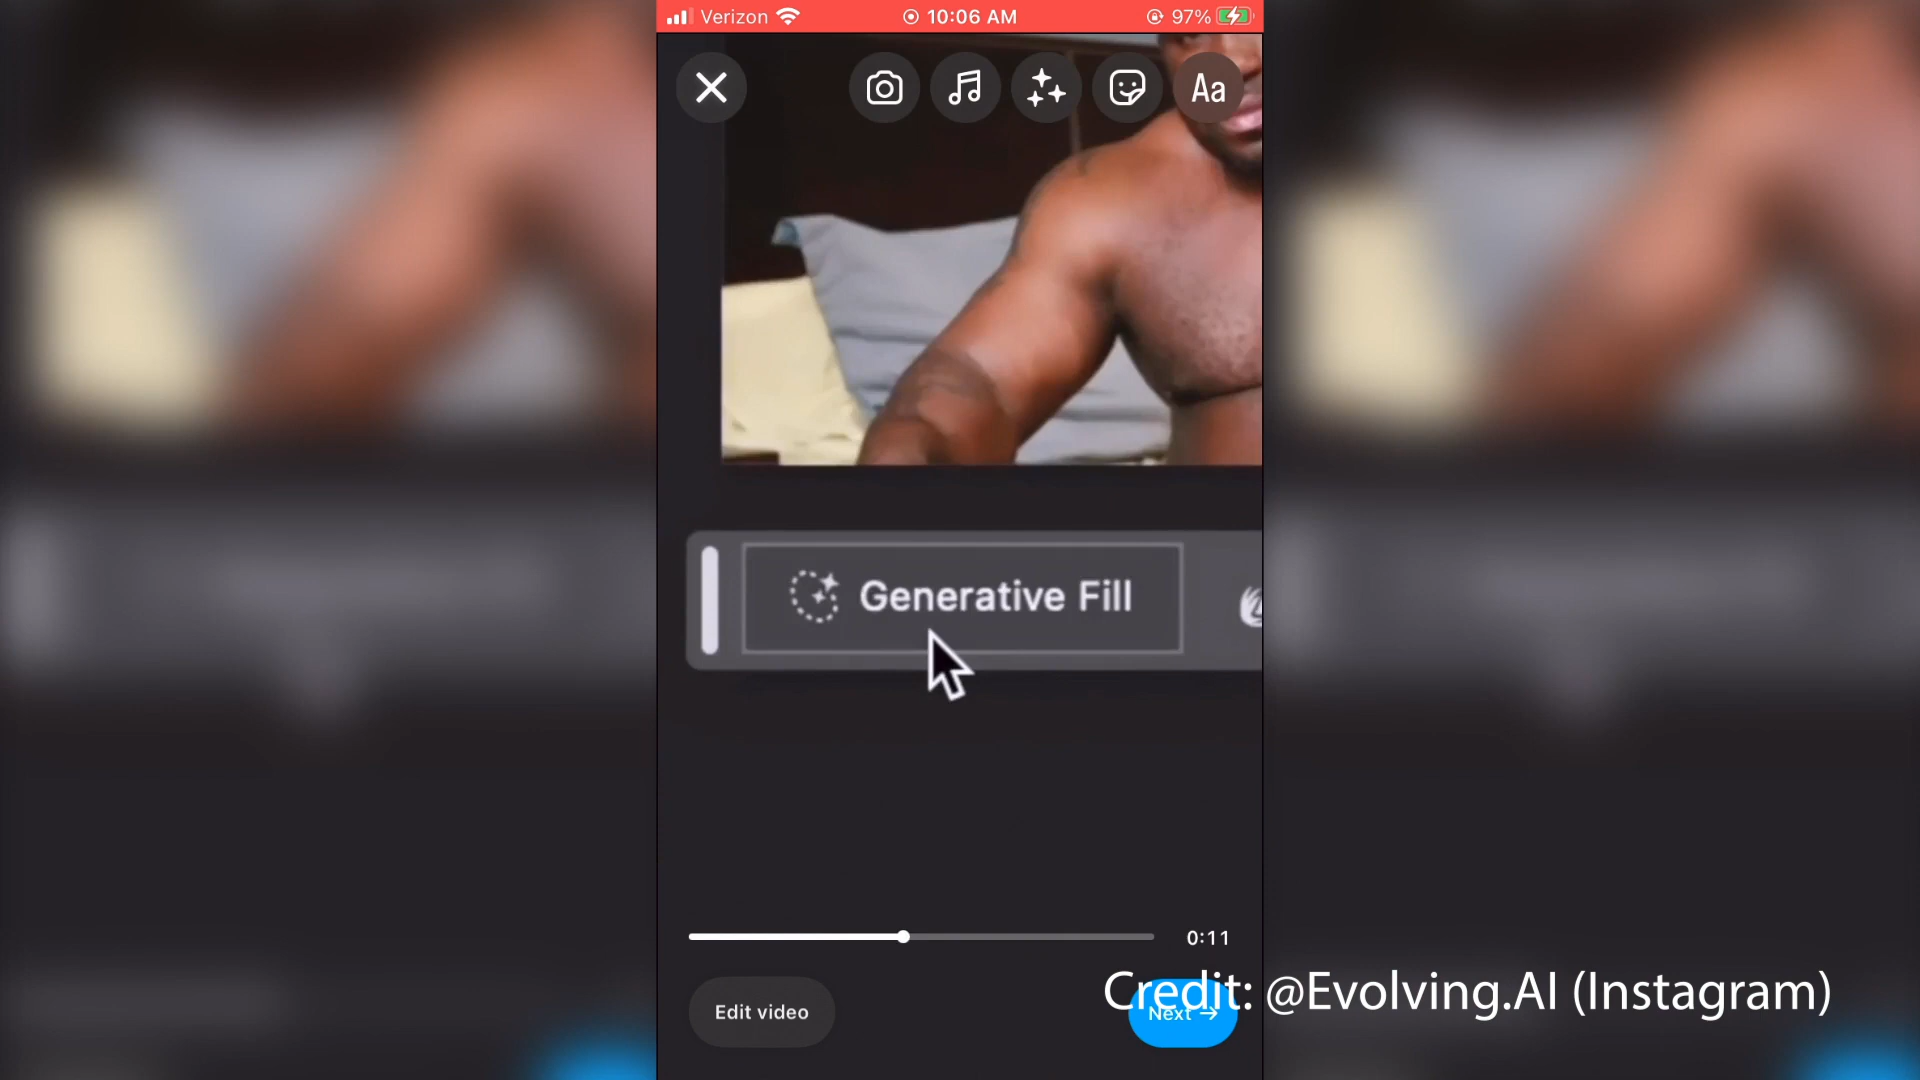 Verizon 10:06 AM 97%
Aa
Generative Fill
0:11
Credit: @Evolving.AI (Instagram)
Edit video Next →